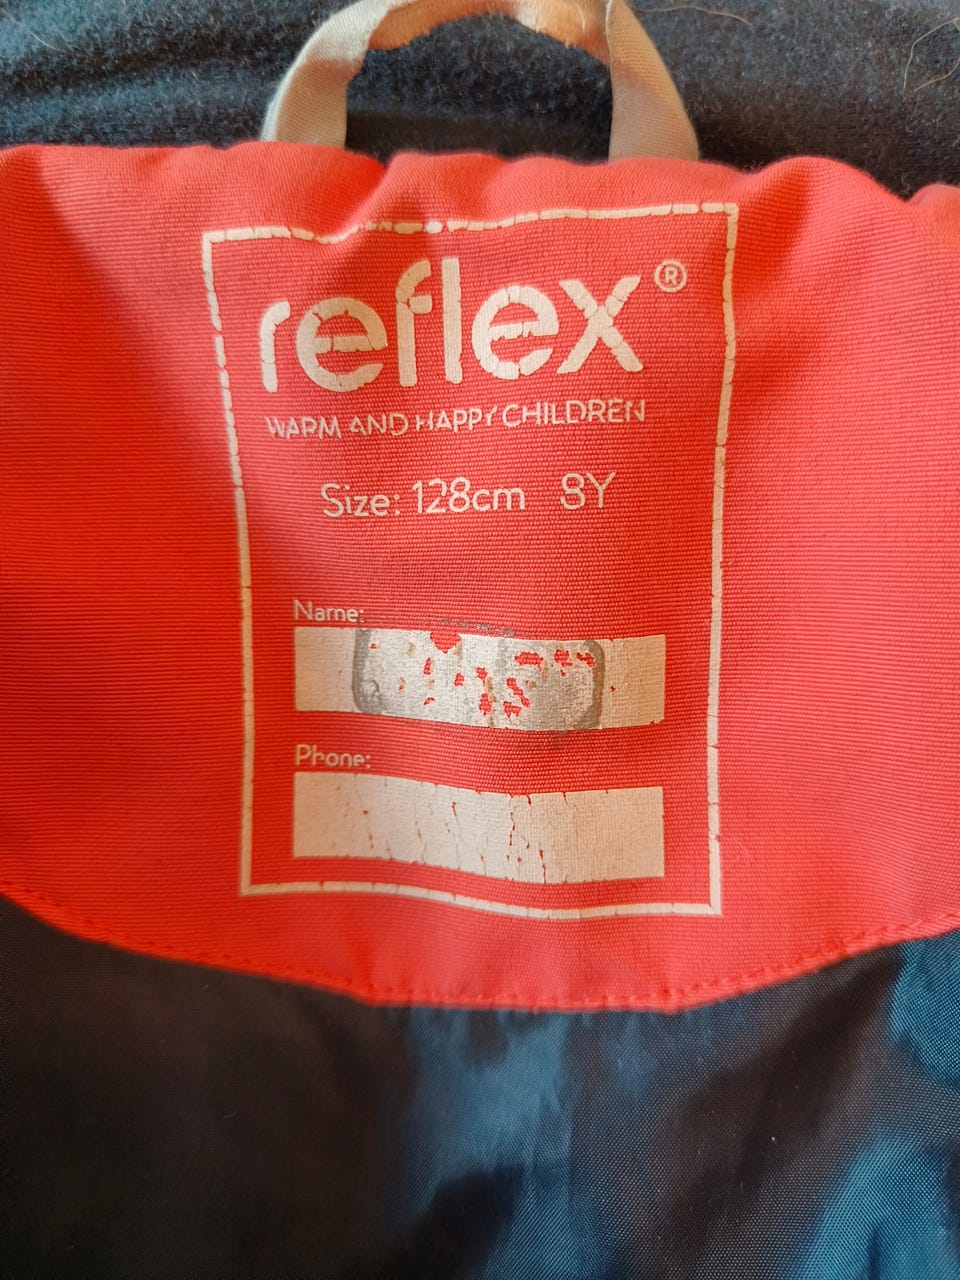 reflex®
WARM AND HAPPY CHILDREN
Size: 128cm 8Y
Name:
Phone: